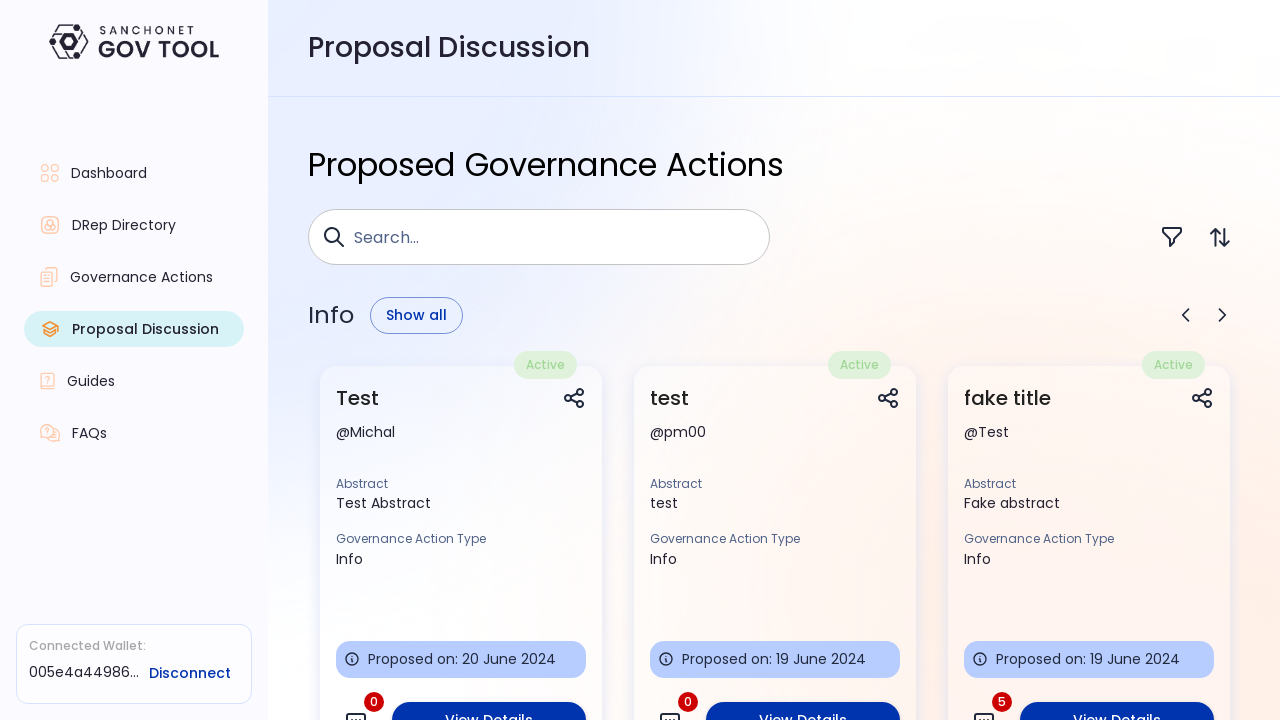 SANCHONET
GOV TOOL
Dashboard
DRep Directory
Governance Actions
Proposal Discussion
Guides
FAQs
Connected Wallet:
005e4a44986... Disconnect
Proposal Discussion
Proposed Governance Actions
Search...
Info Show all
Active
Test
@Michal
Abstract
Test Abstract
Governance Action Type
Info
Proposed on: 20 June 2024
0
View Details
Active
test
@pm00
Abstract
test
Governance Action Type
Info
Proposed on: 19 June 2024
0
View Details
Active
fake title
@Test
Abstract
Fake abstract
Governance Action Type
Info
Proposed on: 19 June 2024
5
View Details